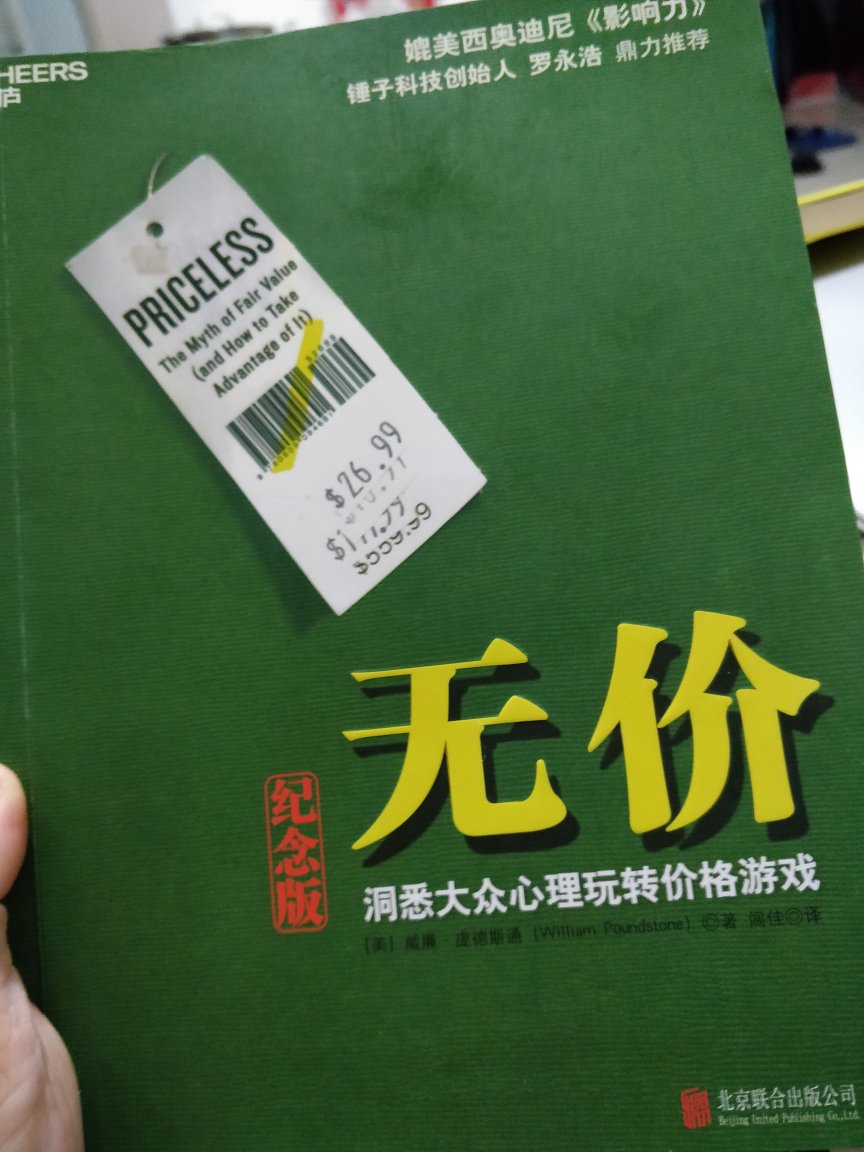 HEERS
庐
媲美西奥迪尼《影响力》
锤子科技创始人 罗永浩 鼎力推荐
PRICELESS
The Myth of Fair Value
(and How to Take
Advantage of It)
$26.99
无价
纪念版
洞悉大众心理玩转价格游戏
[美] 威廉·庞德斯通 (William Poundstone) ◎著 闾佳◎译
北京联合出版公司
Beijing United Publishing Co.,Ltd.